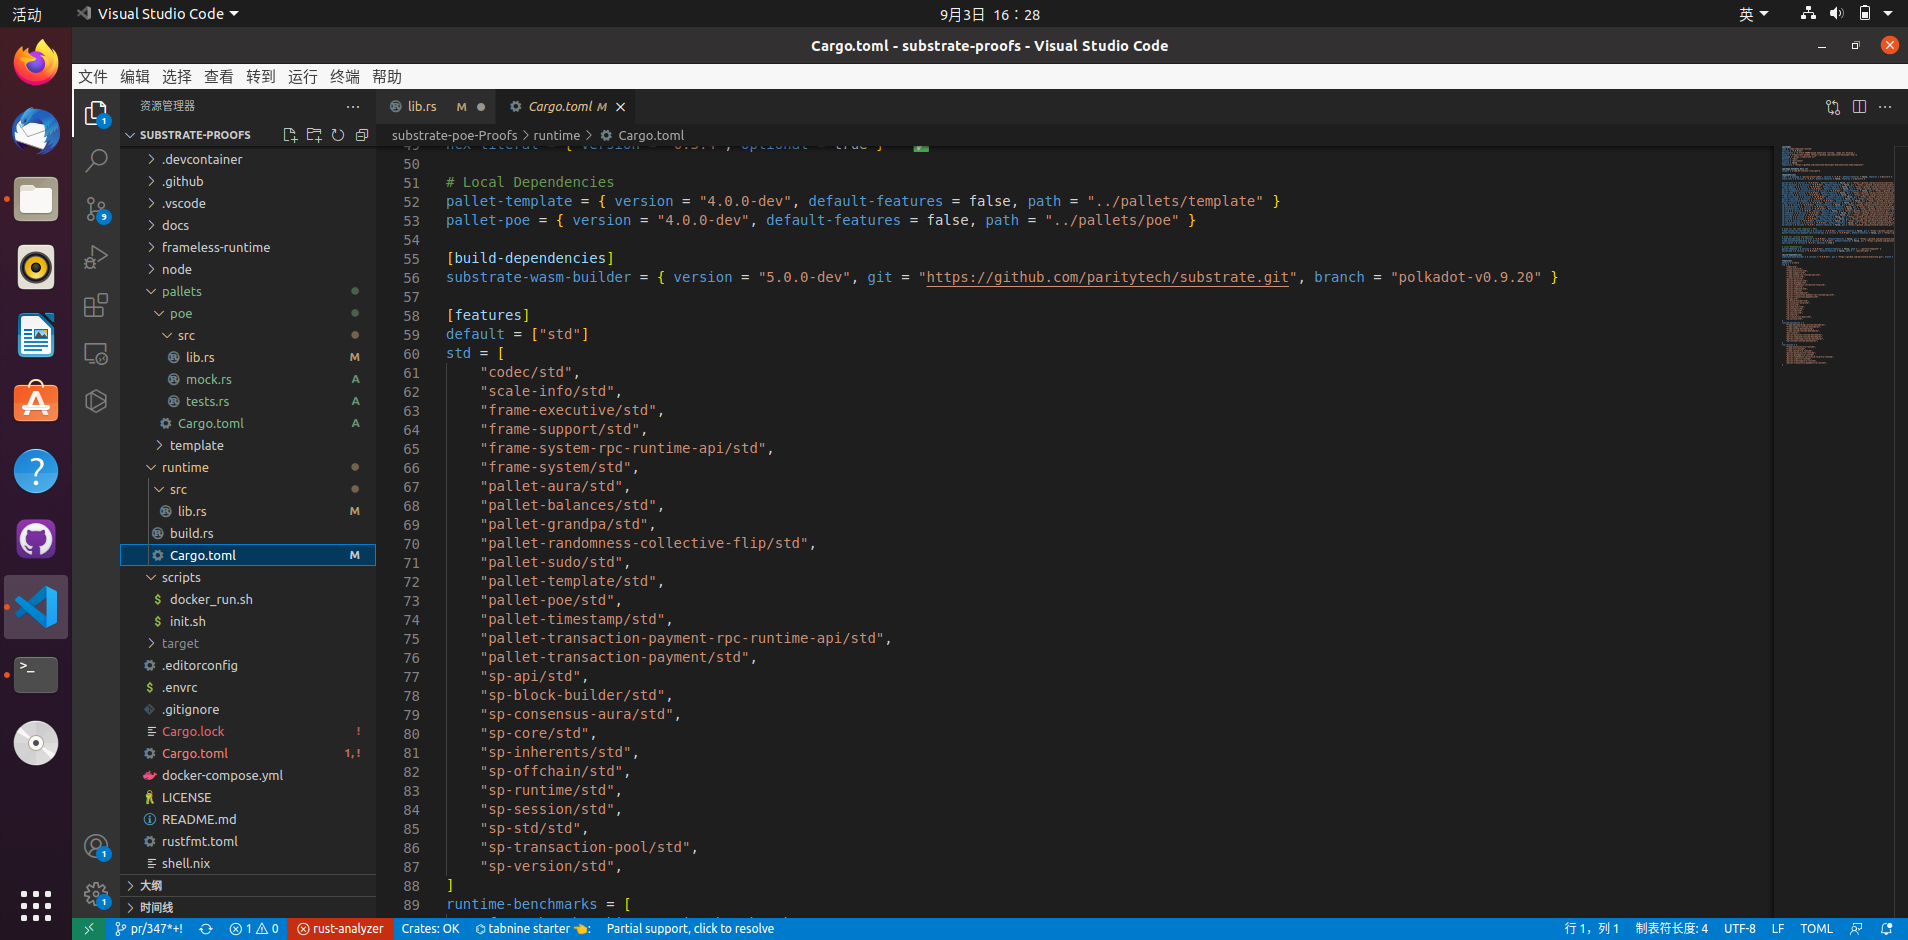 活动
Visual Studio Code
9月3日 16：28
英
Cargo.toml - substrate-proofs - Visual Studio Code
文件 编辑 选择 查看 转到 运行 终端 帮助
资源管理器
SUBSTRATE-PROOFS
.devcontainer
.github
.vscode
docs
frameless-runtime
node
pallets
poe
src
lib.rs M
mock.rs A
tests.rs A
Cargo.toml A
template
runtime
src
lib.rs M
build.rs
Cargo.toml M
scripts
$ docker_run.sh
$ init.sh
target
.editorconfig
$ .envrc
.gitignore
Cargo.lock !
Cargo.toml 1, !
docker-compose.yml
LICENSE
README.md
rustfmt.toml
shell.nix
大纲
时间线
1
9
1
1
lib.rs M
Cargo.toml M
substrate-poe-Proofs > runtime > Cargo.toml
50
51 # Local Dependencies
52 pallet-template = { version = "4.0.0-dev", default-features = false, path = "../pallets/template" }
53 pallet-poe = { version = "4.0.0-dev", default-features = false, path = "../pallets/poe" }
54
55 [build-dependencies]
56 substrate-wasm-builder = { version = "5.0.0-dev", git = "https://github.com/paritytech/substrate.git", branch = "polkadot-v0.9.20" }
57
58 [features]
59 default = ["std"]
60 std = [
61 "codec/std",
62 "scale-info/std",
63 "frame-executive/std",
64 "frame-support/std",
65 "frame-system-rpc-runtime-api/std",
66 "frame-system/std",
67 "pallet-aura/std",
68 "pallet-balances/std",
69 "pallet-grandpa/std",
70 "pallet-randomness-collective-flip/std",
71 "pallet-sudo/std",
72 "pallet-template/std",
73 "pallet-poe/std",
74 "pallet-timestamp/std",
75 "pallet-transaction-payment-rpc-runtime-api/std",
76 "pallet-transaction-payment/std",
77 "sp-api/std",
78 "sp-block-builder/std",
79 "sp-consensus-aura/std",
80 "sp-core/std",
81 "sp-inherents/std",
82 "sp-offchain/std",
83 "sp-runtime/std",
84 "sp-session/std",
85 "sp-std/std",
86 "sp-transaction-pool/std",
87 "sp-version/std",
88 ]
89 runtime-benchmarks = [
pr/347*+! 1 0 rust-analyzer Crates: OK tabnine starter : Partial support, click to resolve 行 1，列 1 制表符长度: 4 UTF-8 LF TOML